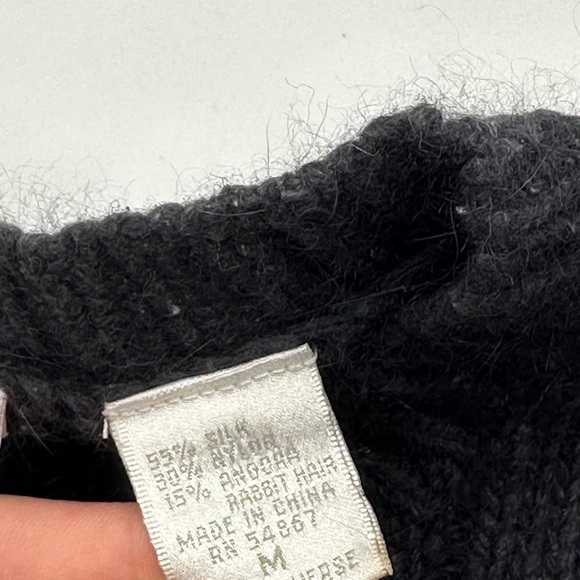 55% SILK
30% NYLON
15% ANGORA
RABBIT HAIR
MADE IN CHINA
RN 54867
M